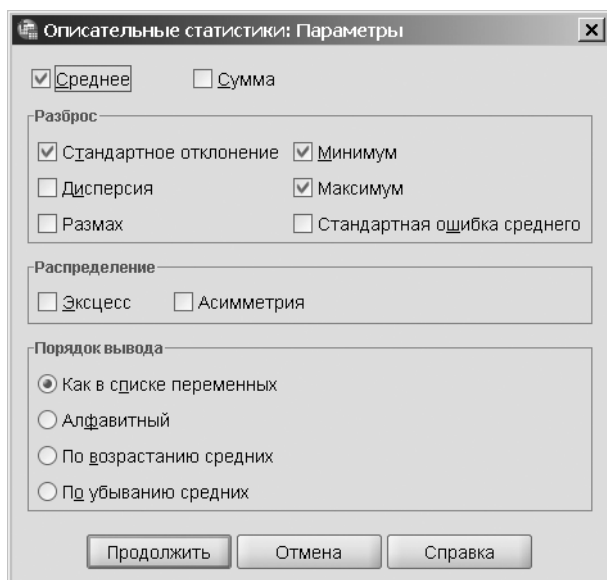 Описательные статистики: Параметры
Среднее Сумма
Разброс
Стандартное отклонение Минимум
Дисперсия Максимум
Размах Стандартная ошибка среднего
Распределение
Эксцесс Асимметрия
Порядок вывода
Как в списке переменных
Алфавитный
По возрастанию средних
По убыванию средних
Продолжить Отмена Справка